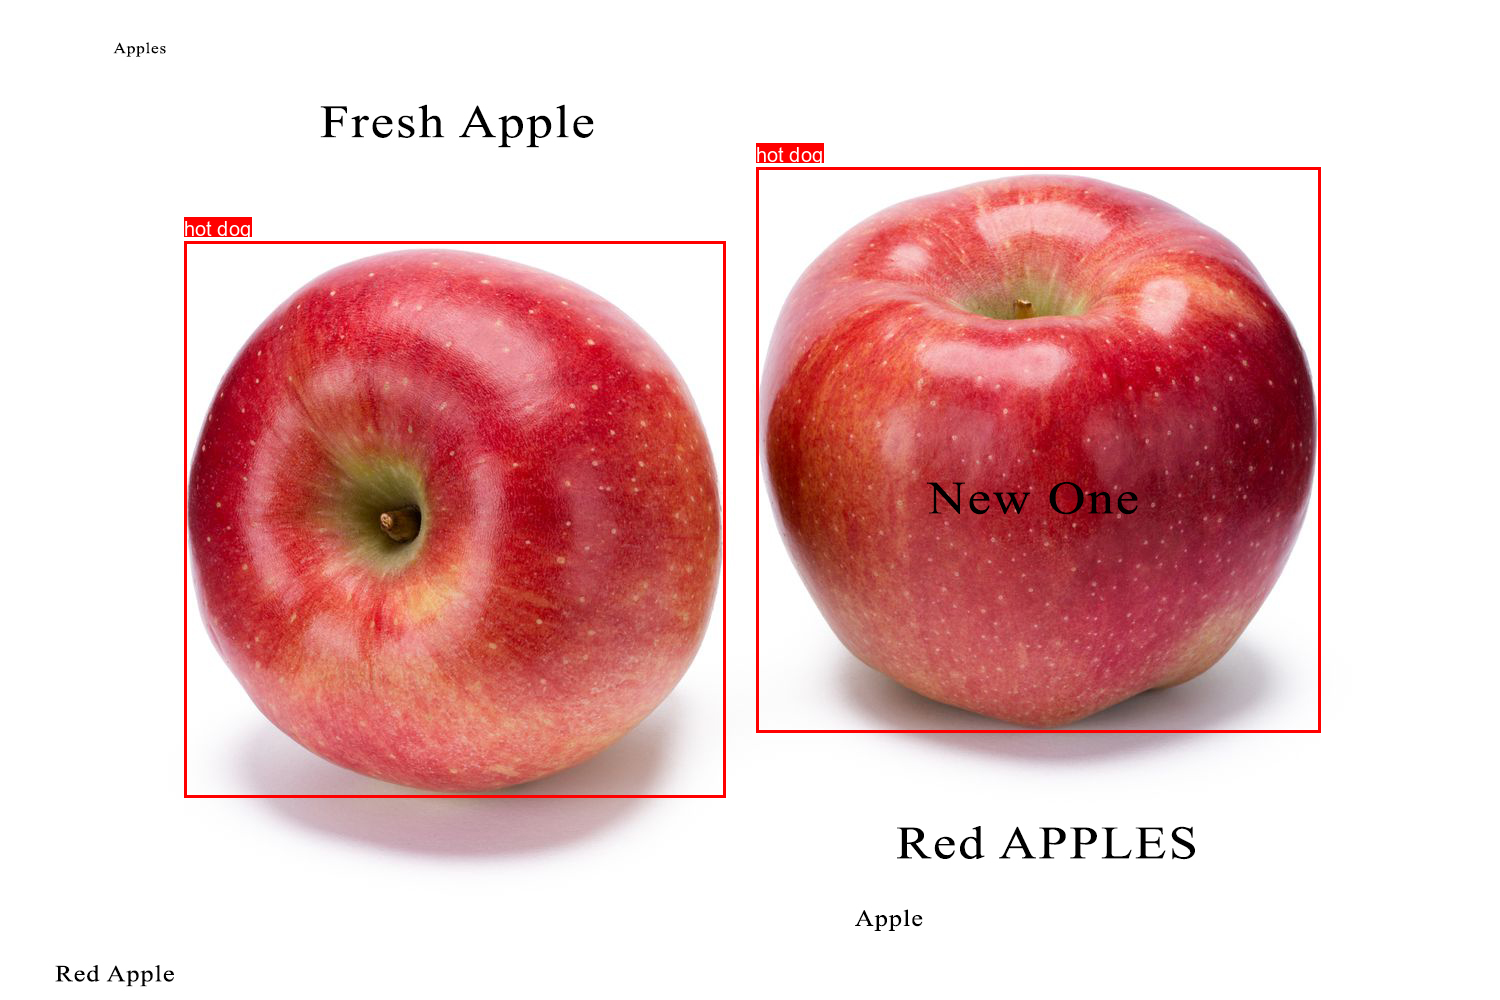 Apples
Fresh Apple
hot dog
hot dog
New One
Red APPLES
Apple
Red Apple